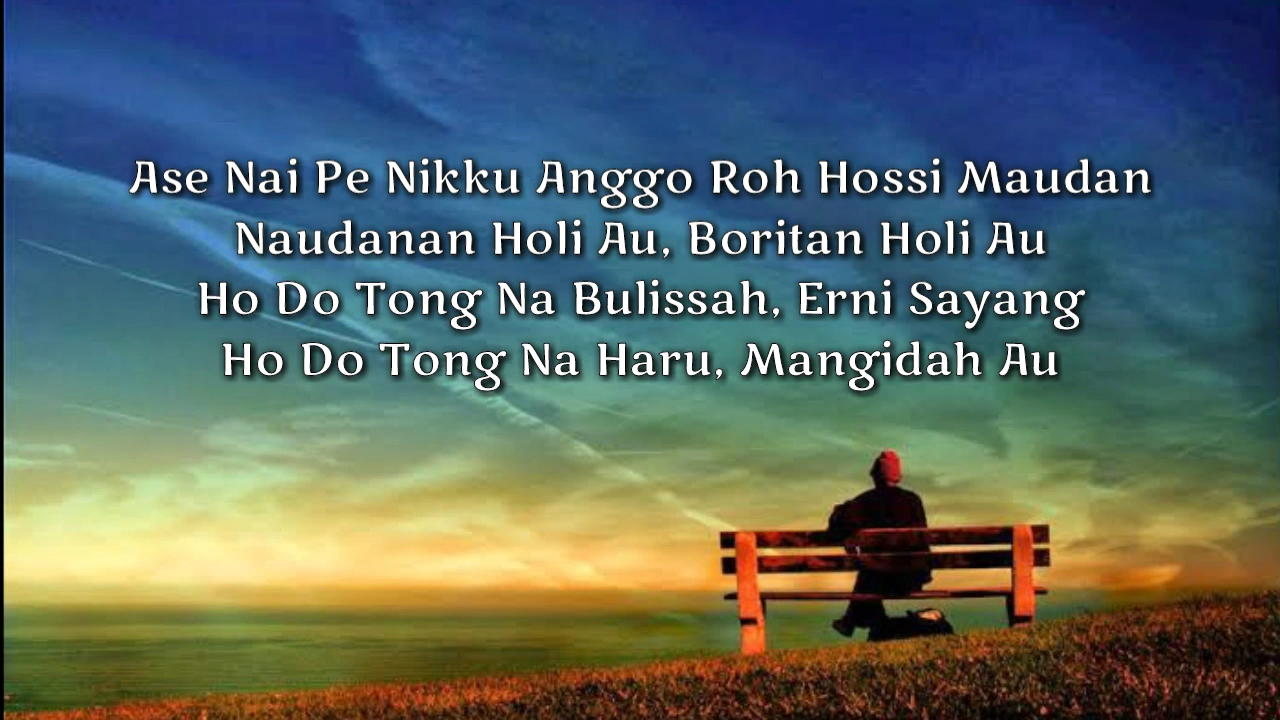 Ase Nai Pe Nikku Anggo Roh Hossi Maudan
Naudanan Holi Au, Boritan Holi Au
Ho Do Tong Na Bulissah, Erni Sayang
Ho Do Tong Na Haru, Mangidah Au